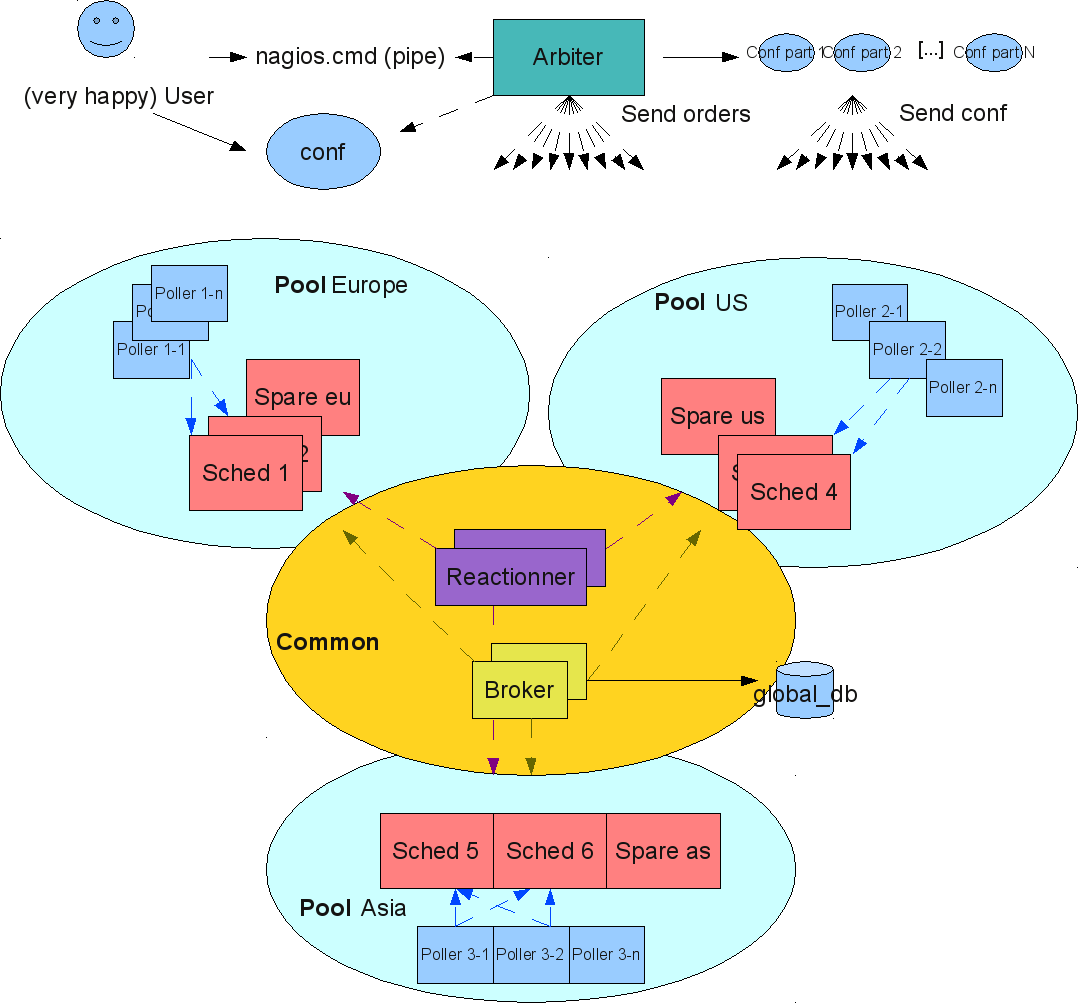 nagios.cmd (pipe)
Arbiter
Conf part 1
Conf part 2
[...]
Conf part N
(very happy) User
conf
Send orders
Send conf
Pool Europe
Poller 1-n
Poller 1-1
Spare eu
2
Sched 1
Pool US
Poller 2-1
Poller 2-2
Poller 2-n
Spare us
Sched 4
Reactionner
Common
Broker
global_db
Sched 5
Sched 6
Spare as
Pool Asia
Poller 3-1
Poller 3-2
Poller 3-n